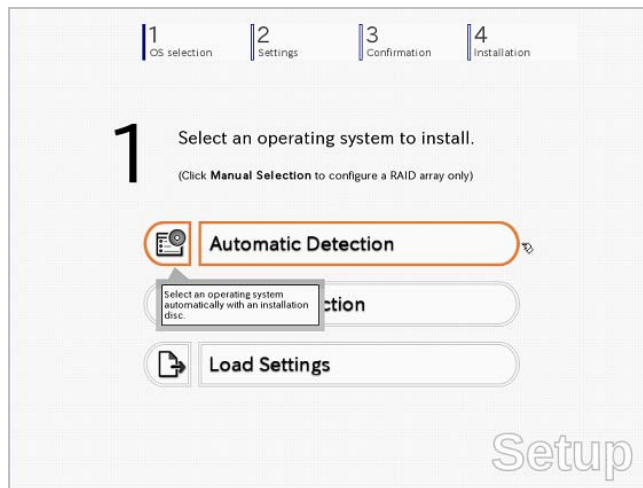 1
OS selection
2
Settings
3
Confirmation
4
Installation
1
Select an operating system to install.
(Click Manual Selection to configure a RAID array only)
Automatic Detection
Select an operating system
automatically with an installation
disc.
ction
Load Settings
Setup